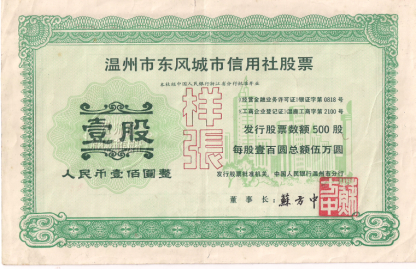 温州市东风城市信用社股票
本社经中国人民银行浙江省分行批准开业
样張
《经营金融业务许可证》银证字第0818号
《工商企业登记证》温鹿工商字第2100号
壹股
发行股票数额500股
每股壹百圆总额伍万圆
人民币壹佰圆整
发行股票批准机关：中国人民银行温州市分行
董事长：蘇方中